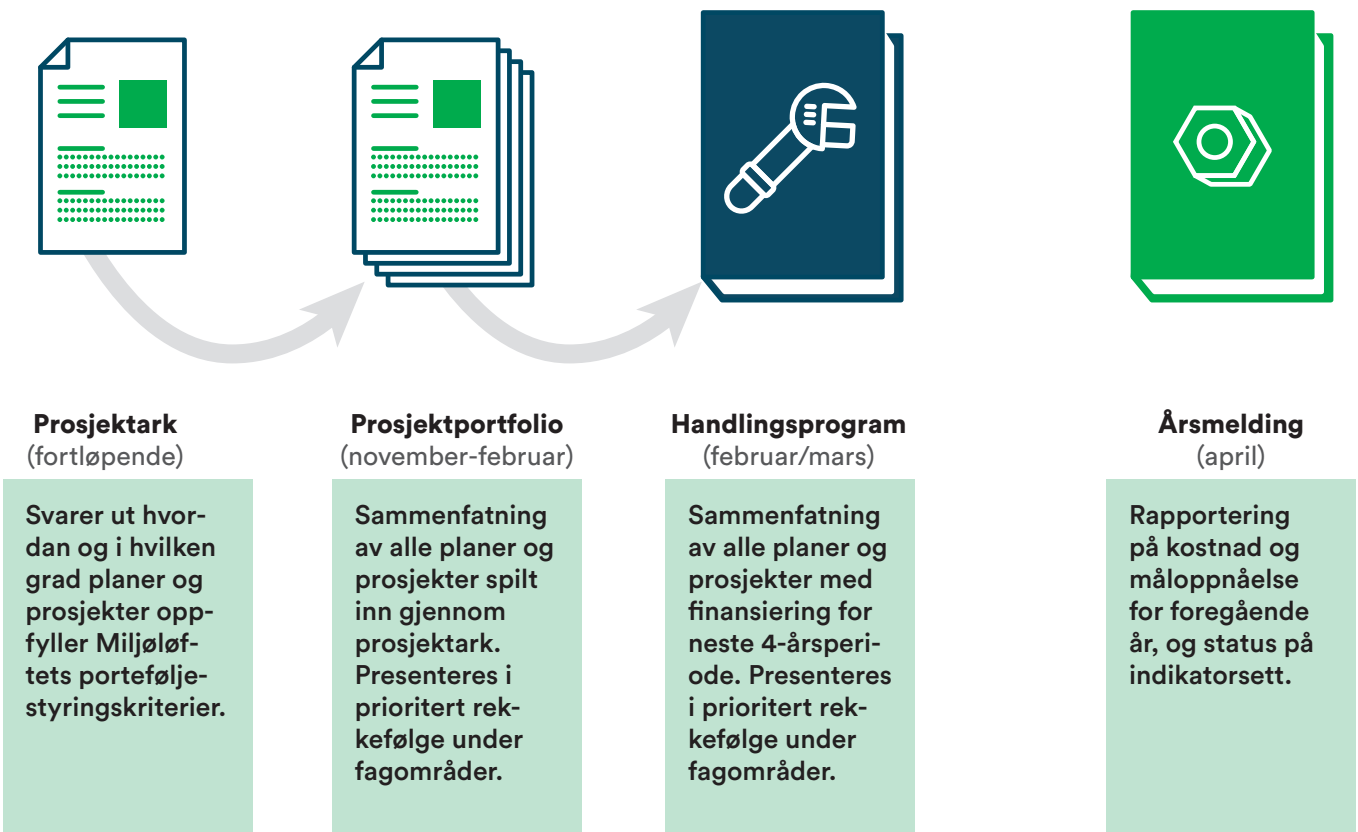 Prosjektark
(fortløpende)
Svarer ut hvor-
dan og i hvilken
grad planer og
prosjekter opp-
fyller Miljøløf-
tets portefølje-
styringskriterier.
Prosjektportfolio
(november-februar)
Sammenfatning
av alle planer og
prosjekter spilt
inn gjennom
prosjektark.
Presenteres i
prioritert rek-
kefølge under
fagområder.
Handlingsprogram
(februar/mars)
Sammenfatning
av alle planer og
prosjekter med
finansiering for
neste 4-årsperi-
ode. Presenteres
i prioritert rek-
kefølge under
fagområder.
Årsmelding
(april)
Rapportering
på kostnad og
måloppnåelse
for foregående
år, og status på
indikatorsett.